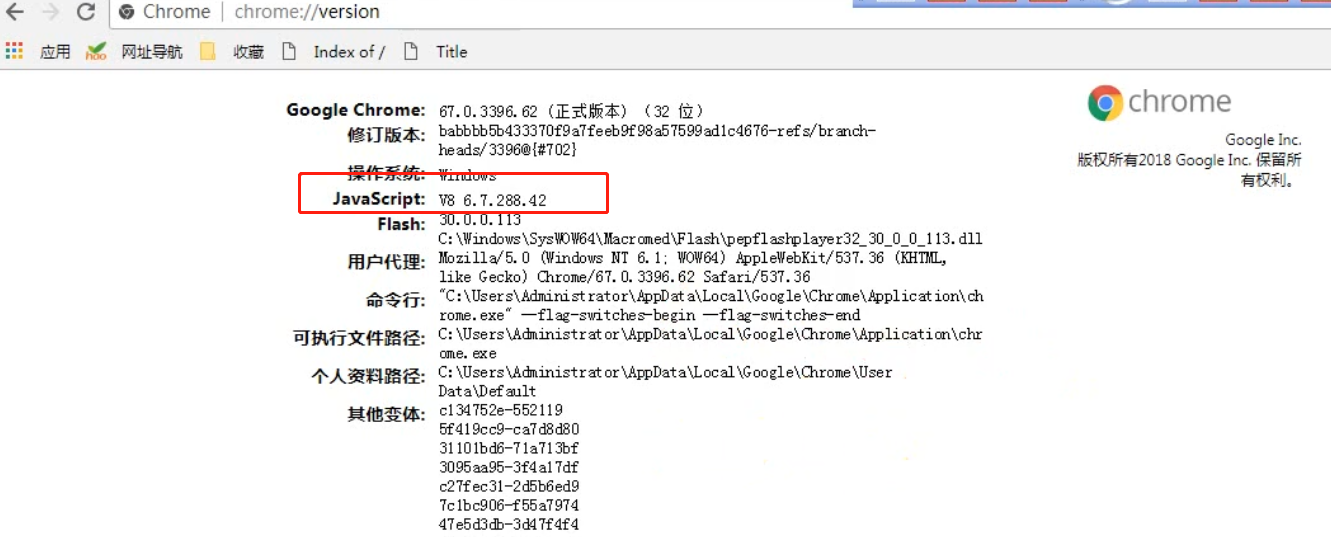 Chrome | chrome://version
应用 hao 网址导航 收藏 Index of / Title
chrome
Google Inc.
版权所有2018 Google Inc. 保留所
有权利。
Google Chrome: 67.0.3396.62 (正式版本) (32 位)
修订版本: babbbb5b433370f9a7feeb9f98a57599ad1c4676-refs/branch-
heads/3396@{#702}
操作系统: Windows
JavaScript: V8 6.7.288.42
Flash: 30.0.0.113
C:\Windows\SysWOW64\Macromed\Flash\pepflashplayer32_30_0_0_113.dll
用户代理: Mozilla/5.0 (Windows NT 6.1; WOW64) AppleWebKit/537.36 (KHTML,
like Gecko) Chrome/67.0.3396.62 Safari/537.36
命令行: "C:\Users\Administrator\AppData\Local\Google\Chrome\Application\ch
rome.exe" --flag-switches-begin --flag-switches-end
可执行文件路径: C:\Users\Administrator\AppData\Local\Google\Chrome\Application\chr
ome.exe
个人资料路径: C:\Users\Administrator\AppData\Local\Google\Chrome\User
Data\Default
其他变体: c134752e-552119
5f419cc9-ca7d8d80
31101bd6-71a713bf
3095aa95-3f4a17df
c27fec31-2d5b6ed9
7c1bc906-f55a7974
47e5d3db-3d47f4f4